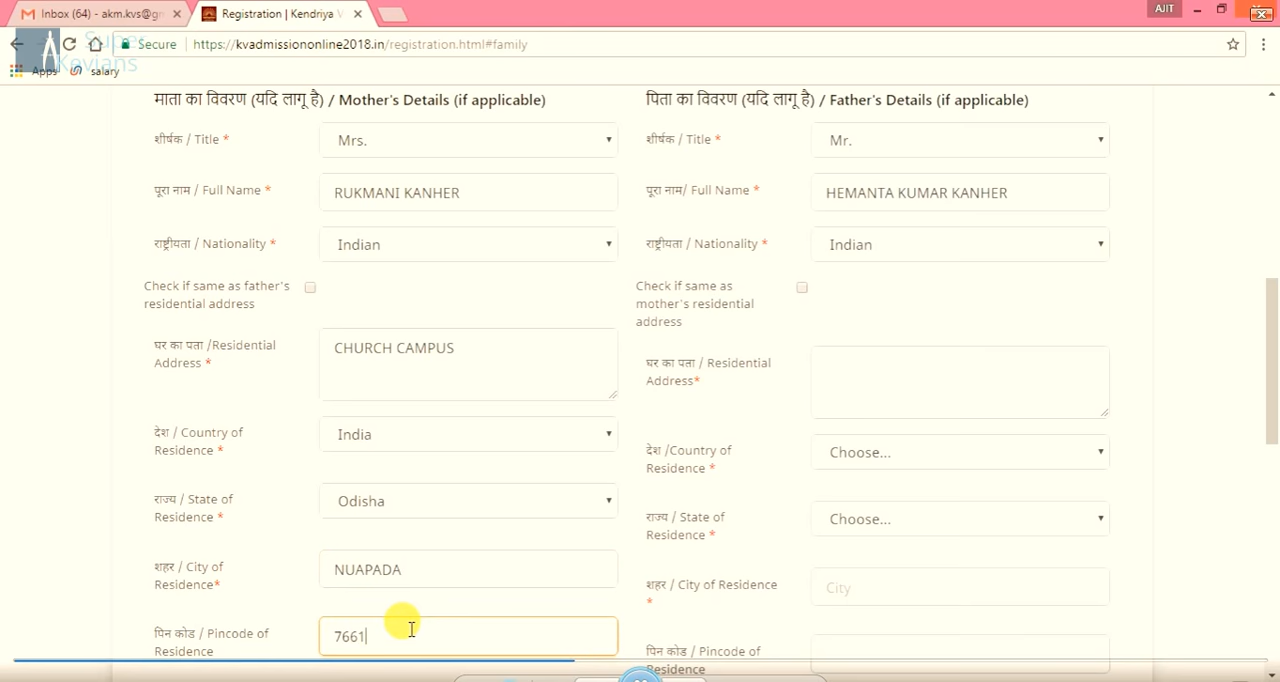 Inbox (64) - akm.kvs@g
Registration | Kendriya V
AJIT
Secure
https://kvadmissiononline2018.in/registration.html#family
Super
Kevians
Apps
salary
माता का विवरण (यदि लागू है) / Mother's Details (if applicable)
पिता का विवरण (यदि लागू है) / Father's Details (if applicable)
शीर्षक / Title *
Mrs.
शीर्षक / Title *
Mr.
पूरा नाम / Full Name *
RUKMANI KANHER
पूरा नाम/ Full Name *
HEMANTA KUMAR KANHER
राष्ट्रीयता / Nationality *
Indian
राष्ट्रीयता / Nationality *
Indian
Check if same as father's
residential address
Check if same as
mother's residential
address
घर का पता /Residential
Address *
CHURCH CAMPUS
घर का पता / Residential
Address*
देश / Country of
Residence *
India
देश /Country of
Residence *
Choose...
राज्य / State of
Residence *
Odisha
राज्य / State of
Residence *
Choose...
शहर / City of
Residence*
NUAPADA
शहर / City of Residence
*
City
पिन कोड / Pincode of
Residence
7661
पिन कोड / Pincode of
Residence